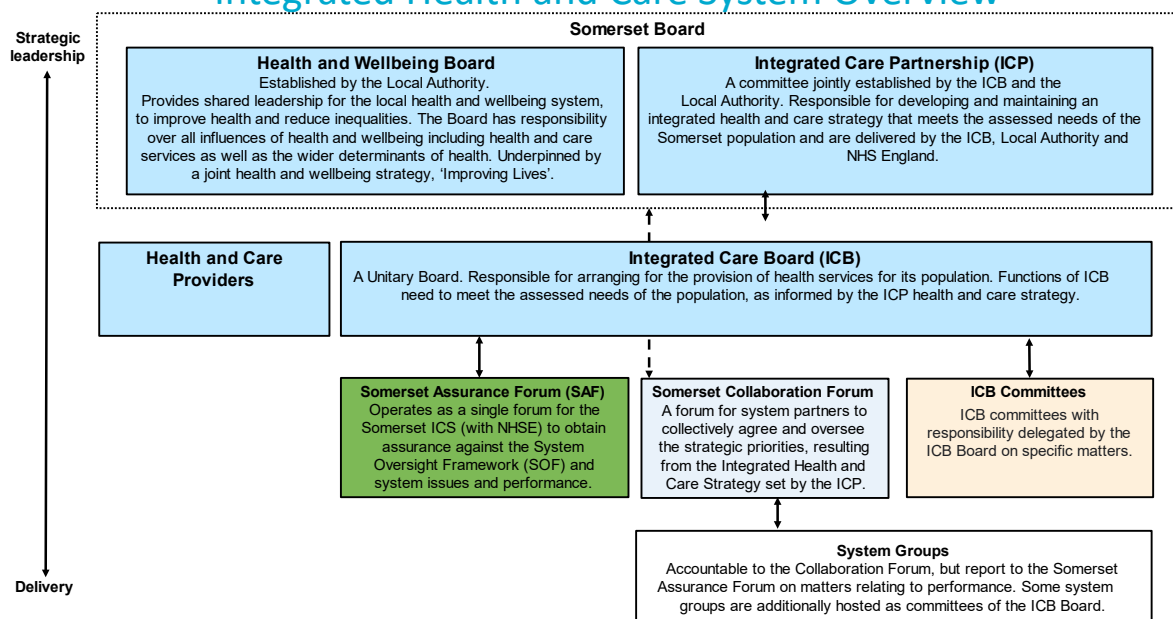 Integrated Health and Care System Overview
Strategic
leadership
Somerset Board
Health and Wellbeing Board
Established by the Local Authority.
Provides shared leadership for the local health and wellbeing system,
to improve health and reduce inequalities. The Board has responsibility
over all influences of health and wellbeing including health and care
services as well as the wider determinants of health. Underpinned by
a joint health and wellbeing strategy, ‘Improving Lives’.
Integrated Care Partnership (ICP)
A committee jointly established by the ICB and the
Local Authority. Responsible for developing and maintaining an
integrated health and care strategy that meets the assessed needs of the
Somerset population and are delivered by the ICB, Local Authority and
NHS England.
Health and Care
Providers
Integrated Care Board (ICB)
A Unitary Board. Responsible for arranging for the provision of health services for its population. Functions of ICB
need to meet the assessed needs of the population, as informed by the ICP health and care strategy.
Somerset Assurance Forum (SAF)
Operates as a single forum for the
Somerset ICS (with NHSE) to obtain
assurance against the System
Oversight Framework (SOF) and
system issues and performance.
Somerset Collaboration Forum
A forum for system partners to
collectively agree and oversee
the strategic priorities, resulting
from the Integrated Health and
Care Strategy set by the ICP.
ICB Committees
ICB committees with
responsibility delegated by the
ICB Board on specific matters.
System Groups
Accountable to the Collaboration Forum, but report to the Somerset
Assurance Forum on matters relating to performance. Some system
groups are additionally hosted as committees of the ICB Board.
Delivery